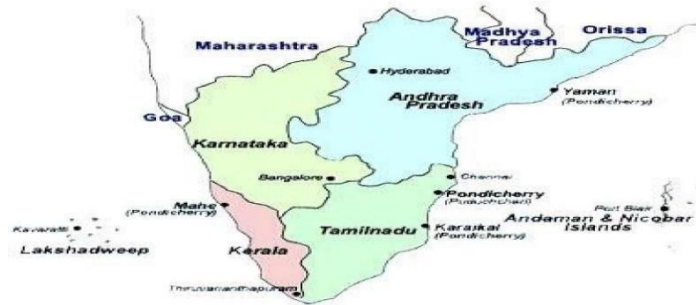 Madhya
Pradesh
Orissa
Maharashtra
Hyderabad
Andhra
Pradesh
Yaman
(Pondicherry)
Goa
Karnataka
Bangalore
Chennai
Mahe
(Pondicherry)
Pondicherry
(Puduchcheri)
Port Blair
Kavaratti
Lakshadweep
Kerala
Tamilnadu
Karaikal
(Pondicherry)
Andaman & Nicobar
Islands
Thiruvananthapuram